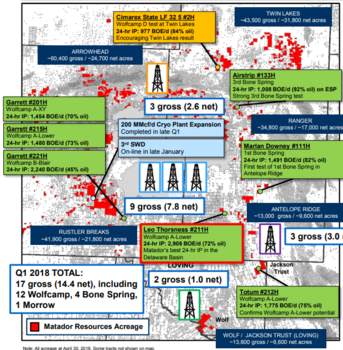 Cimarex State LF 32 5 #2H
Wolfcamp D test at Twin Lakes
24-hr IP: 977 BOE/d (84% oil)
Encouraging Twin Lakes result
TWIN LAKES
~43,500 gross / ~31,800 net acres
ARROWHEAD
~60,400 gross / ~24,700 net acres
Airstrip #133H
3rd Bone Spring
24-hr IP: 1,008 BOE/d (92% oil) on ESP
Strong 3rd Bone Spring test
3 gross (2.6 net)
Garrett #201H
Wolfcamp A-XY
24-hr IP: 1,454 BOE/d (70% oil)
Garrett #215H
Wolfcamp A-Lower
24-hr IP: 1,480 BOE/d (73% oil)
Garrett #221H
Wolfcamp B-Blair
24-hr IP: 2,240 BOE/d (45% oil)
200 MMcf/d Cryo Plant Expansion
Completed in late Q1
3rd SWD
On-line in late January
RANGER
~34,800 gross / ~17,000 net acres
Marlan Downey #111H
1st Bone Spring
24-hr IP: 1,491 BOE/d (82% oil)
First test of 1st Bone Spring in
Antelope Ridge
9 gross (7.8 net)
ANTELOPE RIDGE
~13,000 gross / ~9,600 net acres
RUSTLER BREAKS
~41,900 gross / ~21,800 net acres
Leo Thorsness #211H
Wolfcamp A-Lower
24-hr IP: 2,906 BOE/d (72% oil)
Matador's best 24-hr IP in the
Delaware Basin
3 gross (3.0
LOVING
2 gross (1.0 net)
Q1 2018 TOTAL:
17 gross (14.4 net), including
12 Wolfcamp, 4 Bone Spring,
1 Morrow
Jackson
Trust
Totum #212H
Wolfcamp A-Lower
24-hr IP: 1,775 BOE/d (75% oil)
Confirms Wolfcamp A-Lower potential
Matador Resources Acreage
Wolf
WOLF / JACKSON TRUST (LOVING)
~13,600 gross / ~8,600 net acres
Note: All acreage at April 30, 2018. Some tracts not shown on map.